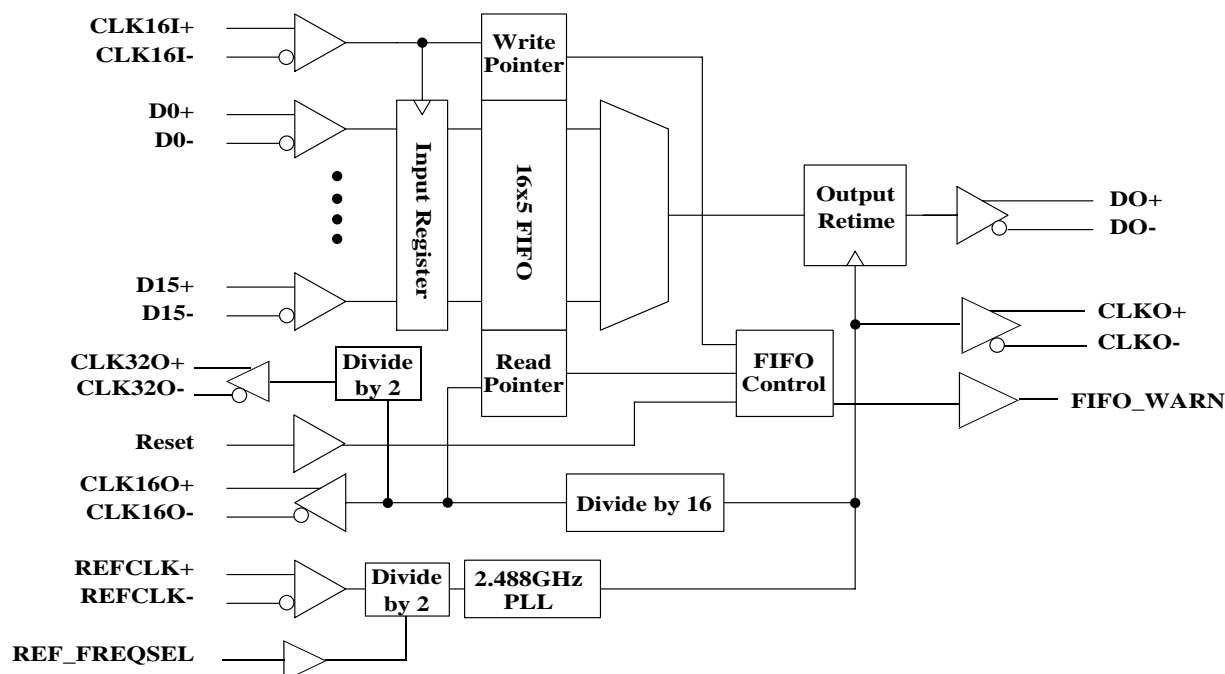 CLK16I+
CLK16I-
Write
Pointer
D0+
D0-
Input Register
16x5 FIFO
Output
Retime
DO+
DO-
D15+
D15-
CLKO+
CLKO-
CLK32O+
CLK32O-
Divide
by 2
Read
Pointer
FIFO
Control
FIFO_WARN
Reset
CLK16O+
CLK16O-
Divide by 16
REFCLK+
REFCLK-
Divide
by 2
2.488GHz
PLL
REF_FREQSEL